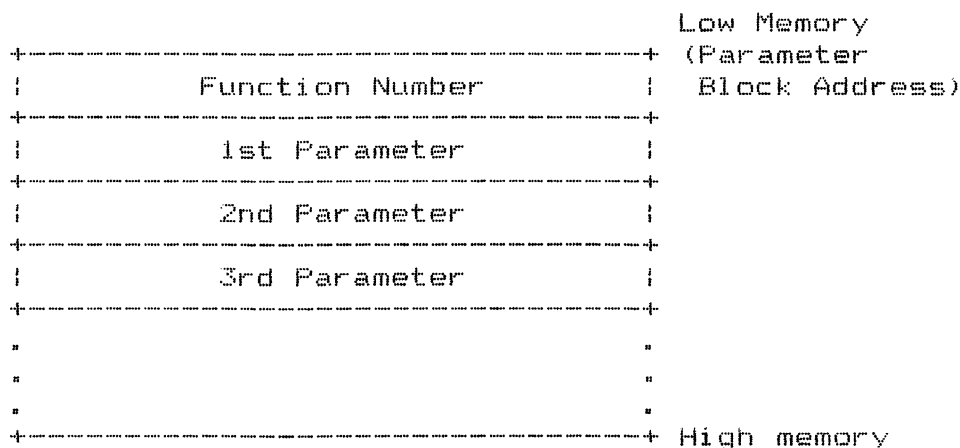 Low Memory
(Parameter
Function Number Block Address)
1st Parameter
2nd Parameter
3rd Parameter
High memory